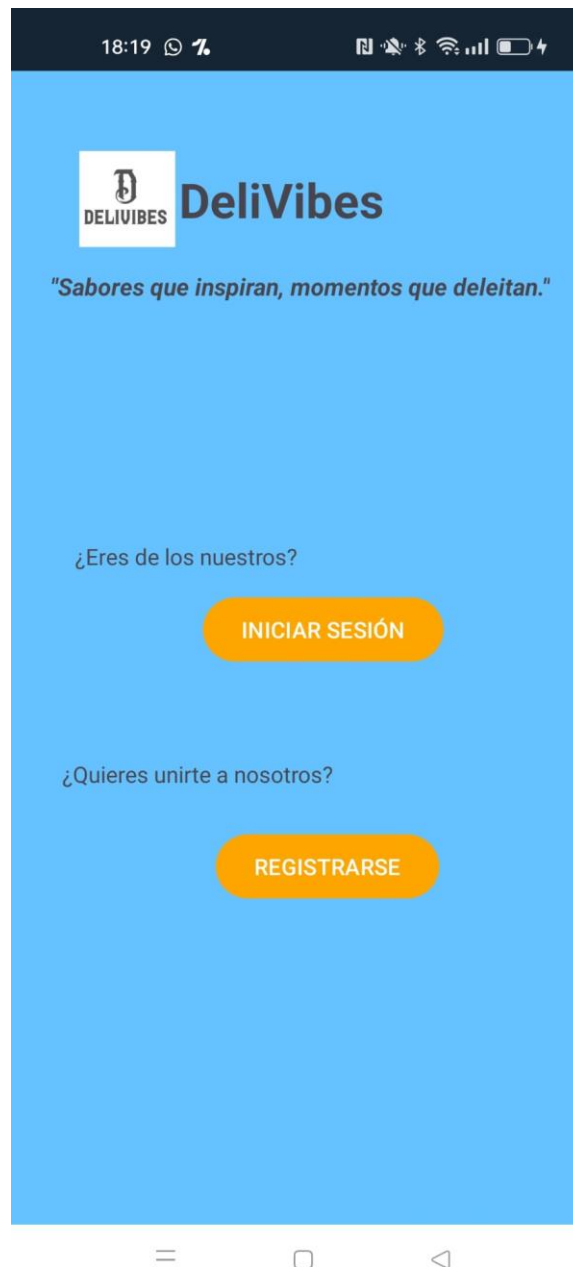 18:19
DELIVIBES
DeliVibes
"Sabores que inspiran, momentos que deleitan."
¿Eres de los nuestros?
INICIAR SESIÓN
¿Quieres unirte a nosotros?
REGISTRARSE